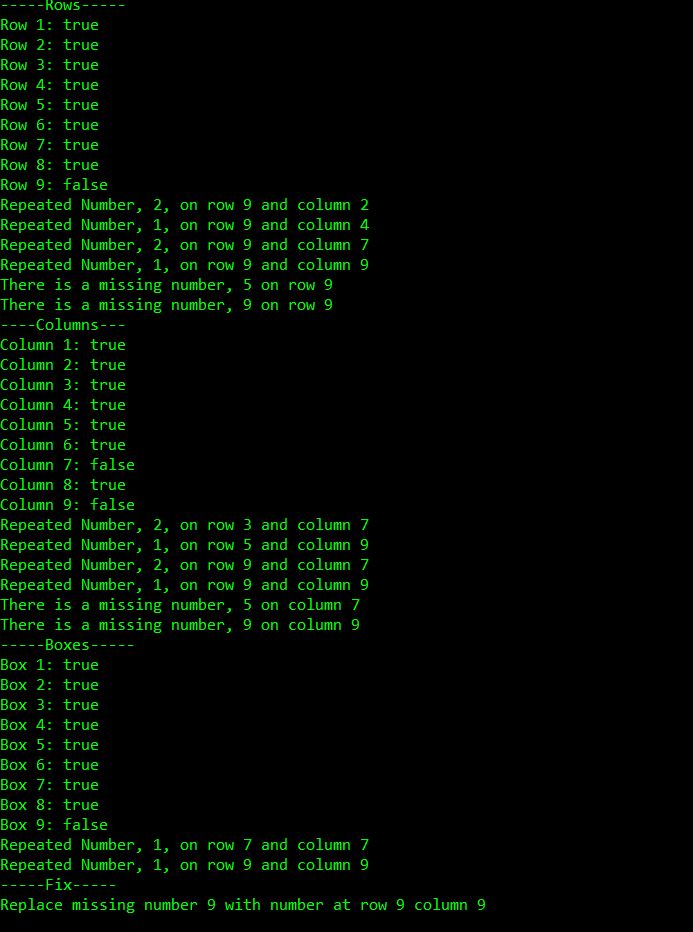 -----Rows-----
Row 1: true
Row 2: true
Row 3: true
Row 4: true
Row 5: true
Row 6: true
Row 7: true
Row 8: true
Row 9: false
Repeated Number, 2, on row 9 and column 2
Repeated Number, 1, on row 9 and column 4
Repeated Number, 2, on row 9 and column 7
Repeated Number, 1, on row 9 and column 9
There is a missing number, 5 on row 9
There is a missing number, 9 on row 9
----Columns---
Column 1: true
Column 2: true
Column 3: true
Column 4: true
Column 5: true
Column 6: true
Column 7: false
Column 8: true
Column 9: false
Repeated Number, 2, on row 3 and column 7
Repeated Number, 1, on row 5 and column 9
Repeated Number, 2, on row 9 and column 7
Repeated Number, 1, on row 9 and column 9
There is a missing number, 5 on column 7
There is a missing number, 9 on column 9
-----Boxes-----
Box 1: true
Box 2: true
Box 3: true
Box 4: true
Box 5: true
Box 6: true
Box 7: true
Box 8: true
Box 9: false
Repeated Number, 1, on row 7 and column 7
Repeated Number, 1, on row 9 and column 9
-----Fix-----
Replace missing number 9 with number at row 9 column 9